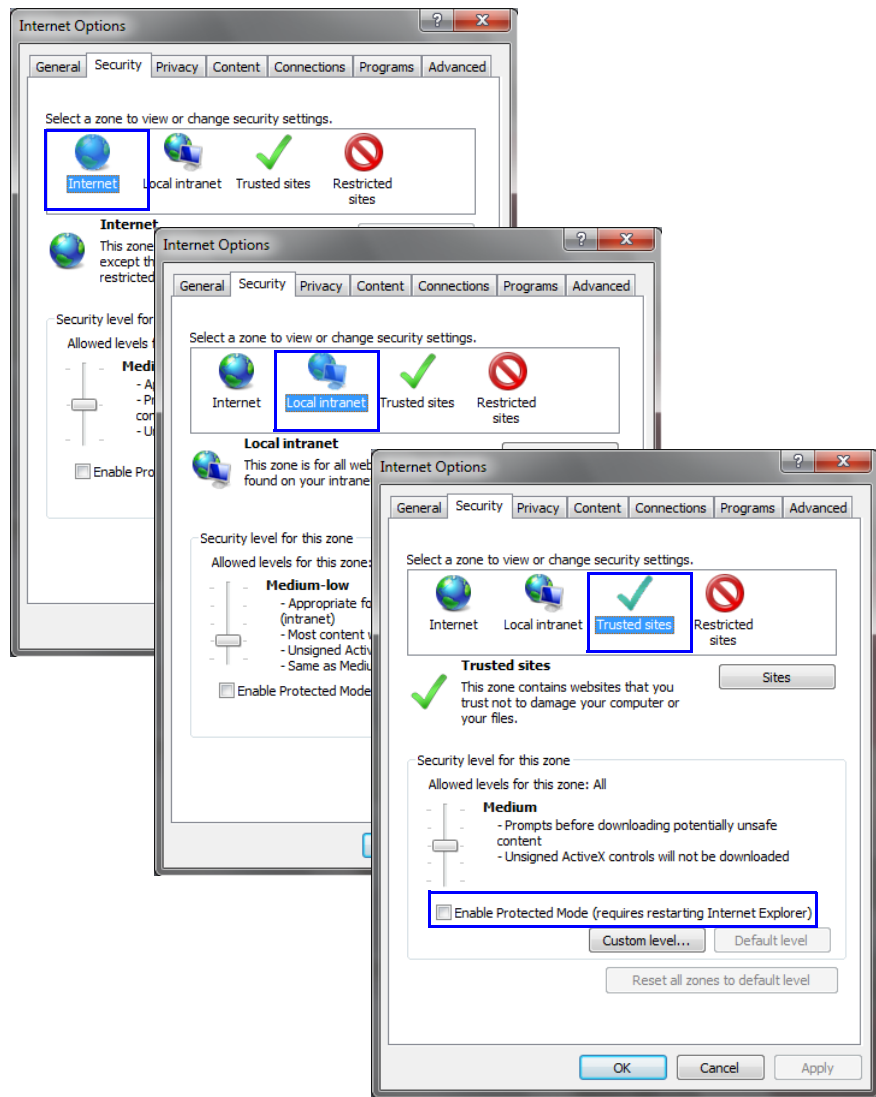 Internet Options
?
General Security Privacy Content Connections Programs Advanced
Select a zone to view or change security settings.
Internet Local intranet Trusted sites Restricted
sites
Internet
This zone
except th
restricted
Security level for
Allowed levels
Medi
- A
- Pr
con
- U
Enable Pro
Internet Options
?
General Security Privacy Content Connections Programs Advanced
Select a zone to view or change security settings.
Internet Local intranet Trusted sites Restricted
sites
Local intranet
This zone is for all web
found on your intrane
Security level for this zone
Allowed levels for this zone:
Medium-low
- Appropriate fo
(intranet)
- Most content w
- Unsigned Activ
- Same as Mediu
Enable Protected Mode
Internet Options
?
General Security Privacy Content Connections Programs Advanced
Select a zone to view or change security settings.
Internet Local intranet Trusted sites Restricted
sites
Trusted sites
This zone contains websites that you
trust not to damage your computer or
your files.
Sites
Security level for this zone
Allowed levels for this zone: All
Medium
- Prompts before downloading potentially unsafe
content
- Unsigned ActiveX controls will not be downloaded
Enable Protected Mode (requires restarting Internet Explorer)
Custom level... Default level
Reset all zones to default level
OK Cancel Apply